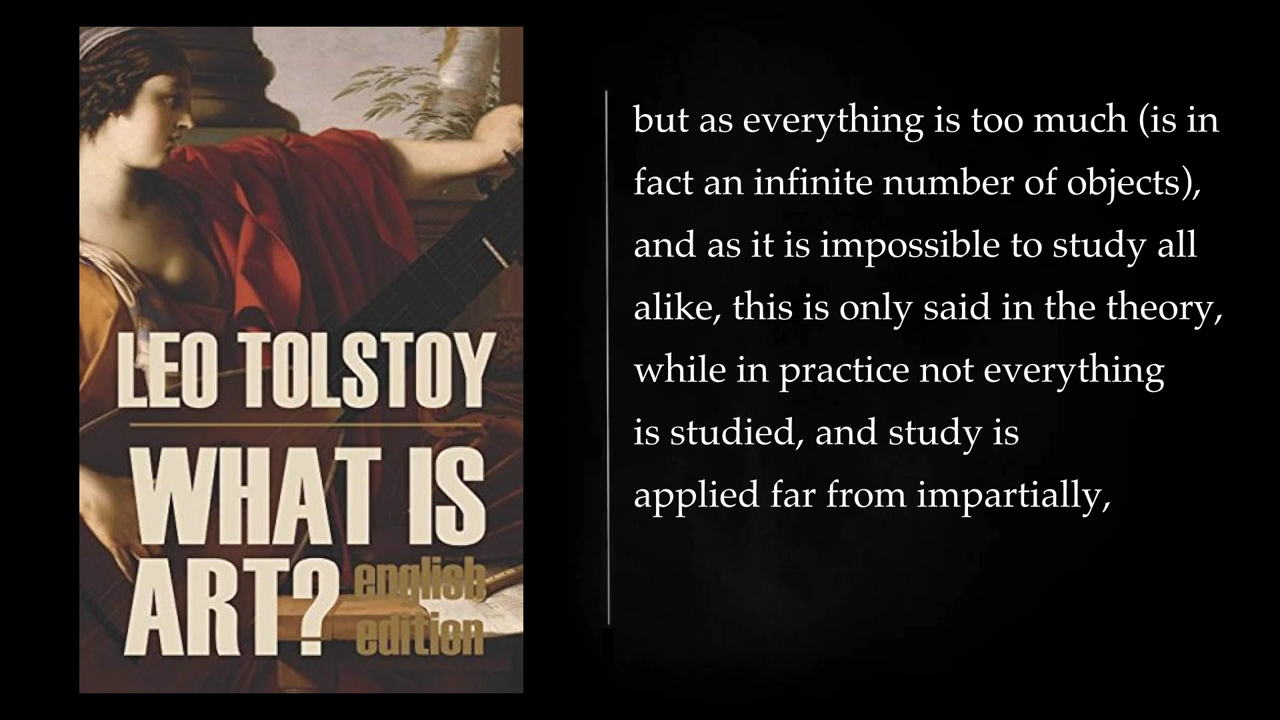 LEO TOLSTOY
WHAT IS
ART?
english
edition
but as everything is too much (is in
fact an infinite number of objects),
and as it is impossible to study all
alike, this is only said in the theory,
while in practice not everything
is studied, and study is
applied far from impartially,